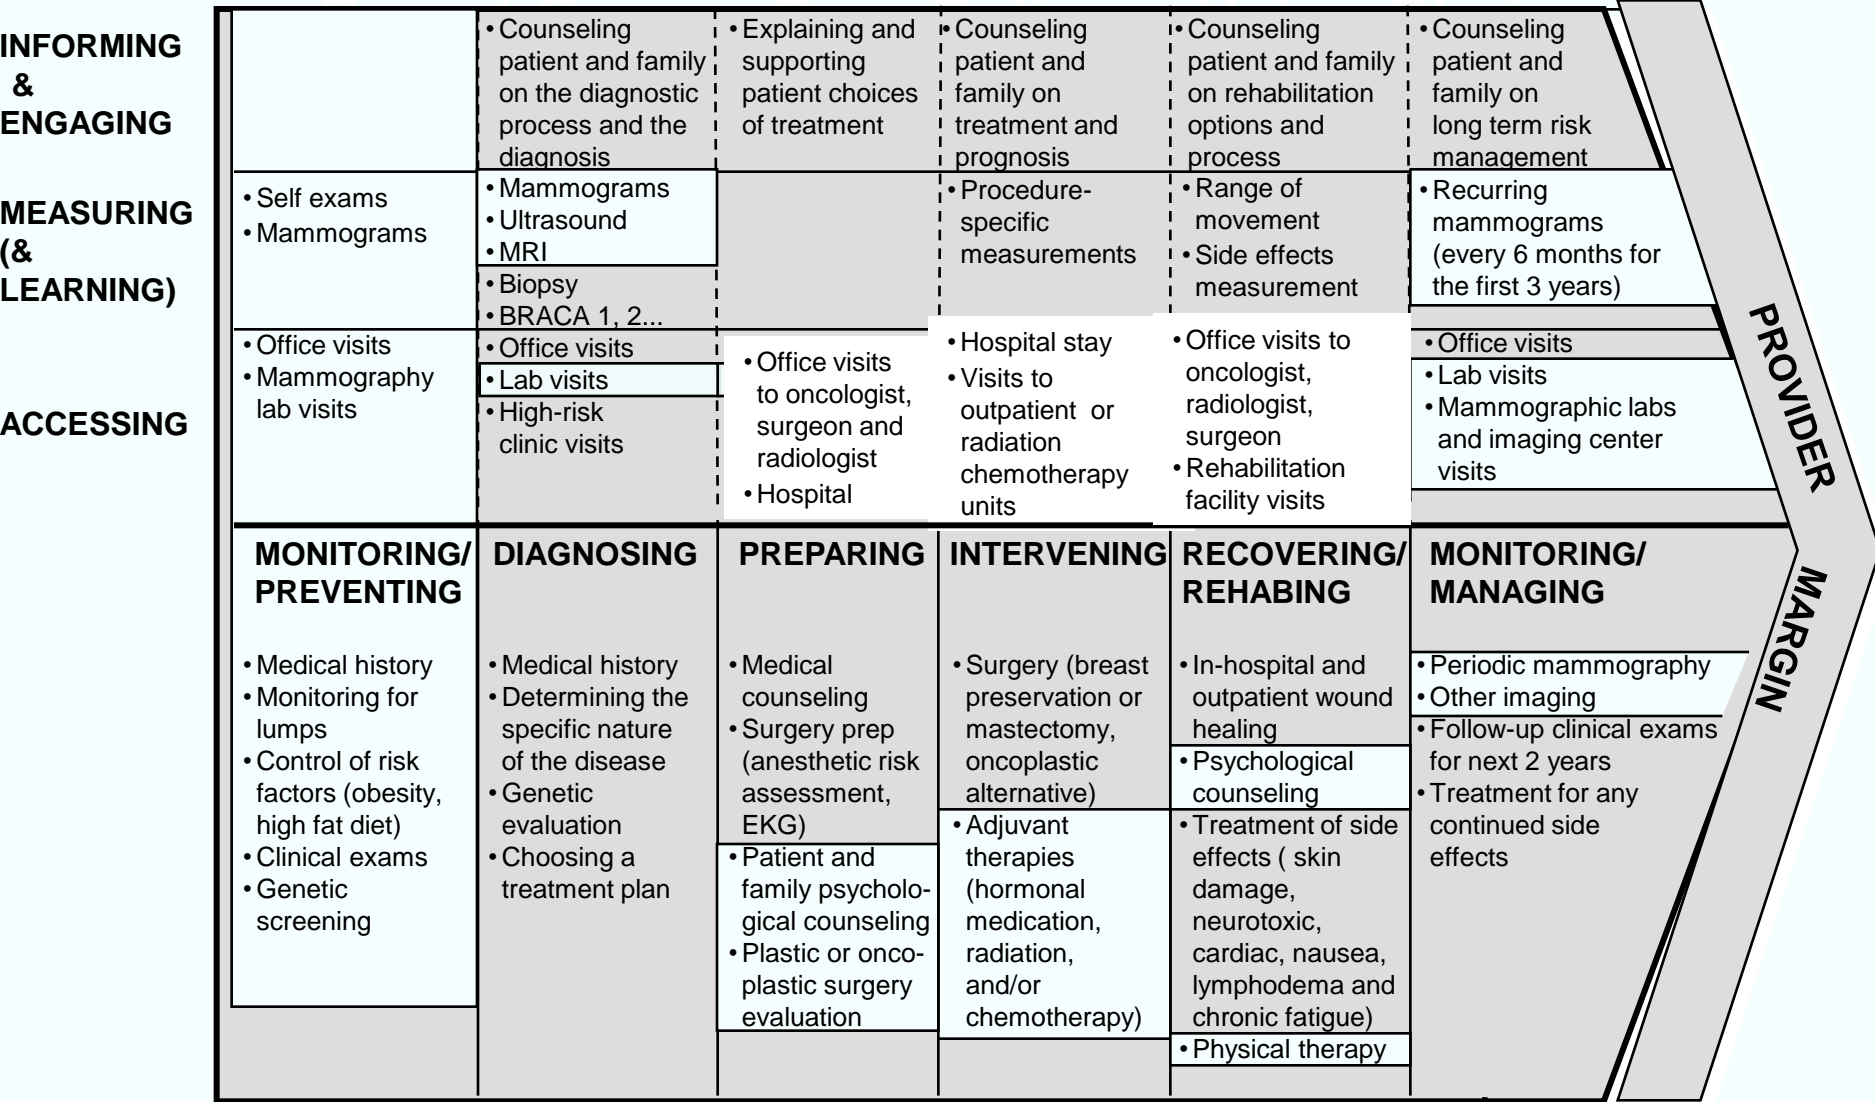 INFORMING
&
ENGAGING
• Counseling
patient and family
on the diagnostic
process and the
diagnosis
• Explaining and
supporting
patient choices
of treatment
• Counseling
patient and
family on
treatment and
prognosis
• Counseling
patient and family
on rehabilitation
options and
process
• Counseling
patient and
family on
long term risk
management
MEASURING
(&
LEARNING)
• Self exams
• Mammograms
• Mammograms
• Ultrasound
• MRI
• Biopsy
• BRACA 1, 2...
• Procedure-
specific
measurements
• Range of
movement
• Side effects
measurement
• Recurring
mammograms
(every 6 months for
the first 3 years)
ACCESSING
• Office visits
• Mammography
lab visits
• Office visits
• Lab visits
• High-risk
clinic visits
• Office visits
to oncologist,
surgeon and
radiologist
• Hospital
• Hospital stay
• Visits to
outpatient or
radiation
chemotherapy
units
• Office visits to
oncologist,
radiologist,
surgeon
• Rehabilitation
facility visits
• Office visits
• Lab visits
• Mammographic labs
and imaging center
visits
MONITORING/
PREVENTING
DIAGNOSING
PREPARING
INTERVENING
RECOVERING/
REHABING
MONITORING/
MANAGING
• Medical history
• Monitoring for
lumps
• Control of risk
factors (obesity,
high fat diet)
• Clinical exams
• Genetic
screening
• Medical history
• Determining the
specific nature
of the disease
• Genetic
evaluation
• Choosing a
treatment plan
• Medical
counseling
• Surgery prep
(anesthetic risk
assessment,
EKG)
• Patient and
family psycholo-
gical counseling
• Plastic or onco-
plastic surgery
evaluation
• Surgery (breast
preservation or
mastectomy,
oncoplastic
alternative)
• Adjuvant
therapies
(hormonal
medication,
radiation,
and/or
chemotherapy)
• In-hospital and
outpatient wound
healing
• Psychological
counseling
• Treatment of side
effects ( skin
damage,
neurotoxic,
cardiac, nausea,
lymphodema and
chronic fatigue)
• Physical therapy
• Periodic mammography
• Other imaging
• Follow-up clinical exams
for next 2 years
• Treatment for any
continued side
effects
PROVIDER
MARGIN